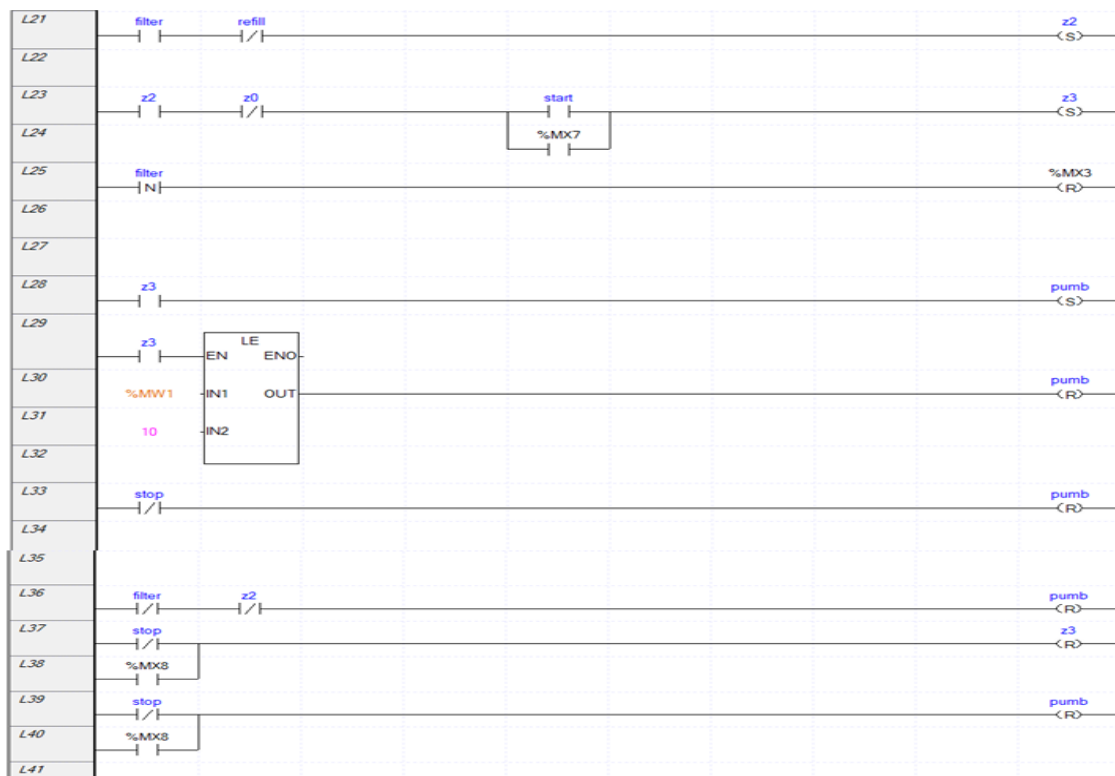 L21 filter refill z2
/ S
L22
L23 z2 z0 start z3
/ S
L24 %MX7
L25 filter %MX3
N R
L26
L27
L28 z3 pumb
S
L29 z3 LE
EN ENO
L30 %MW1 IN1 OUT pumb
R
L31 10 IN2
L32
L33 stop pumb
/ R
L34
L35
L36 filter z2 pumb
/ / R
L37 stop z3
/ R
L38 %MX8
L39 stop pumb
/ R
L40 %MX8
L41